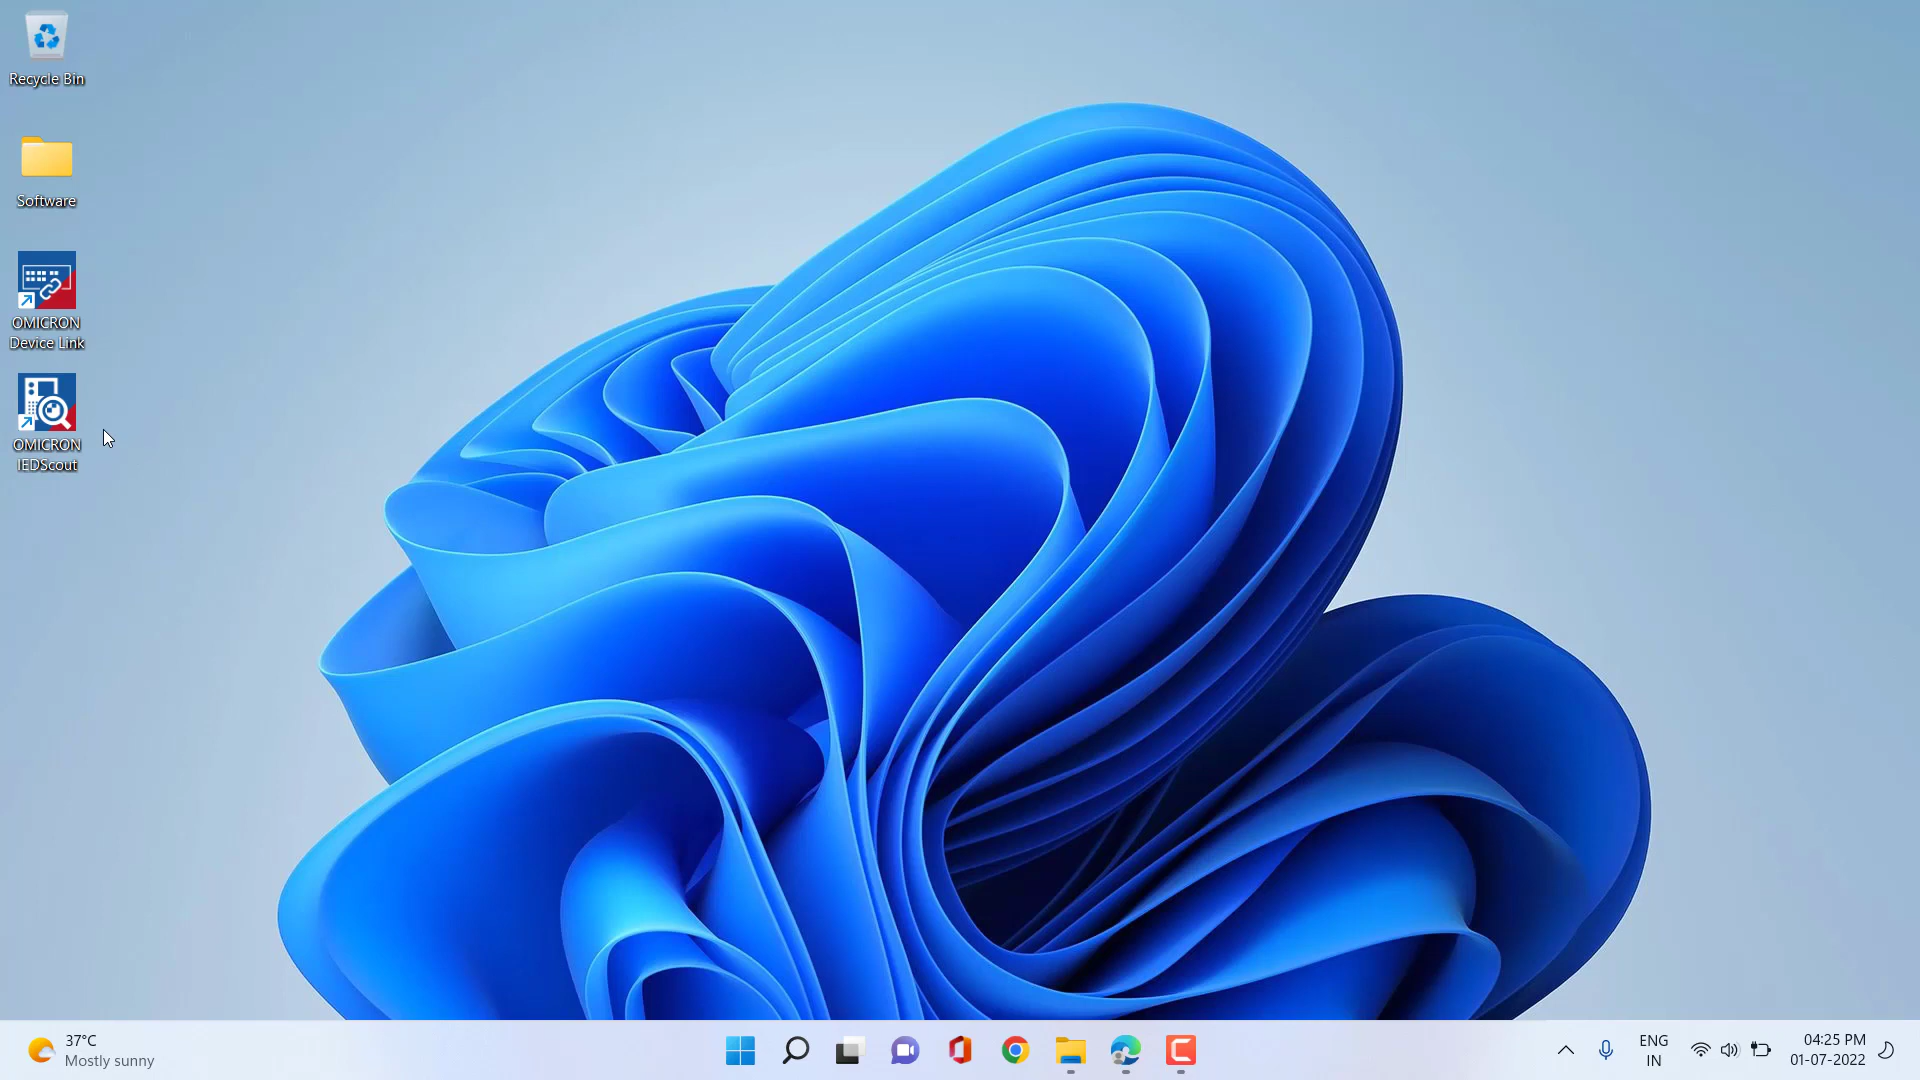 Recycle Bin
Software
OMICRON
Device Link
OMICRON
IEDScout
37°C
Mostly sunny
ENG
IN
04:25 PM
01-07-2022